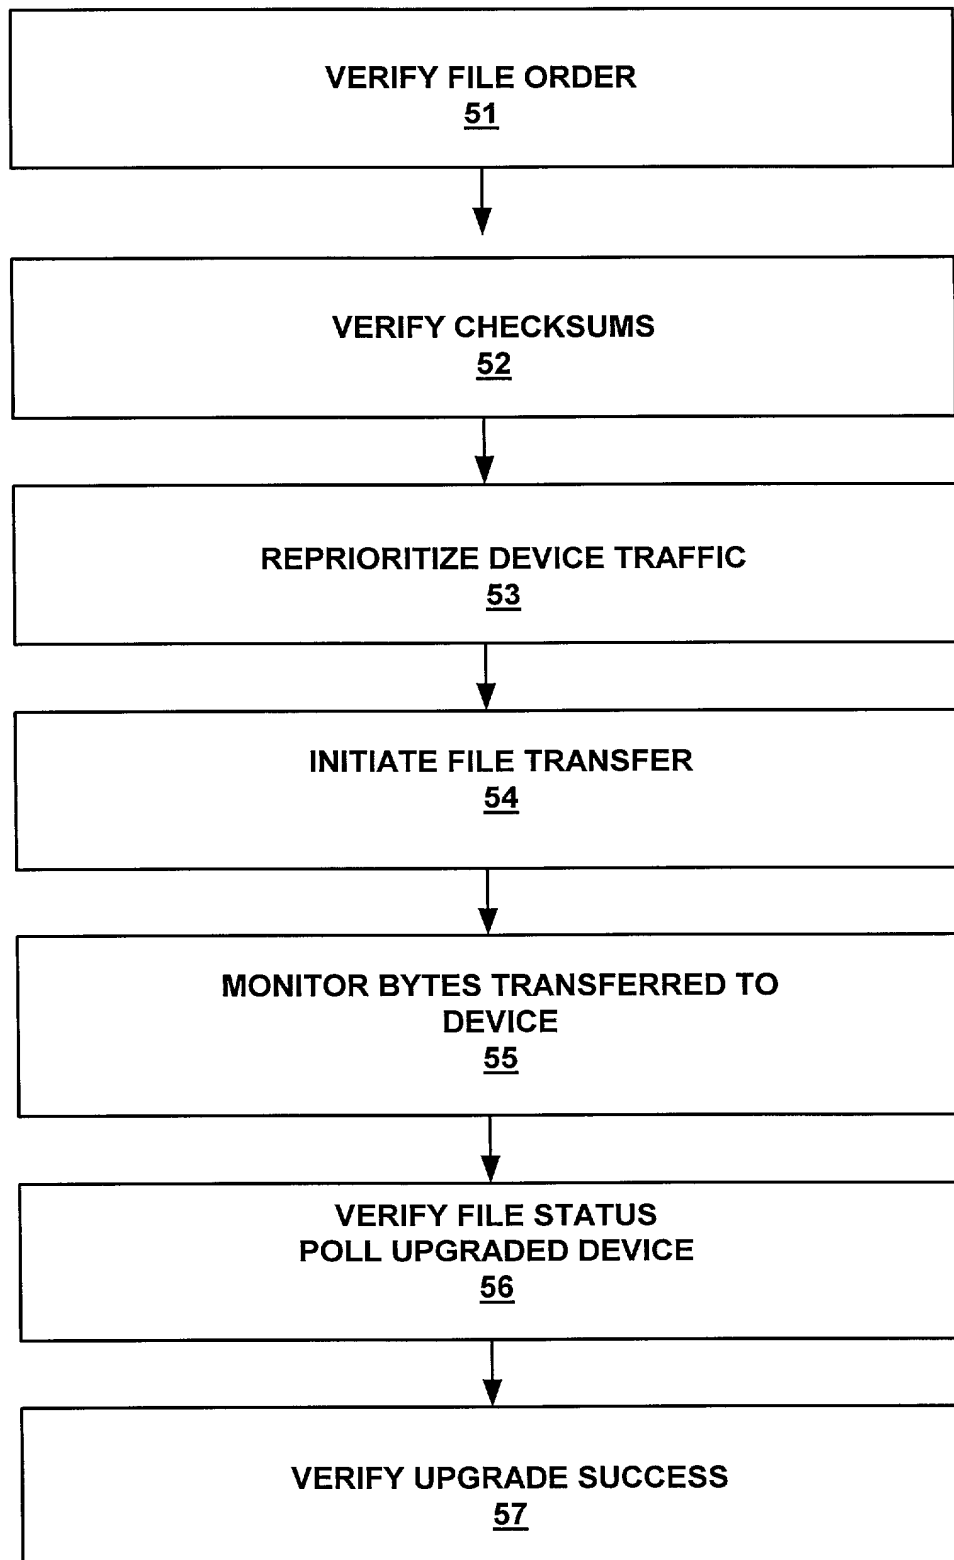 VERIFY FILE ORDER
51
VERIFY CHECKSUMS
52
REPRIORITIZE DEVICE TRAFFIC
53
INITIATE FILE TRANSFER
54
MONITOR BYTES TRANSFERRED TO
DEVICE
55
VERIFY FILE STATUS
POLL UPGRADED DEVICE
56
VERIFY UPGRADE SUCCESS
57